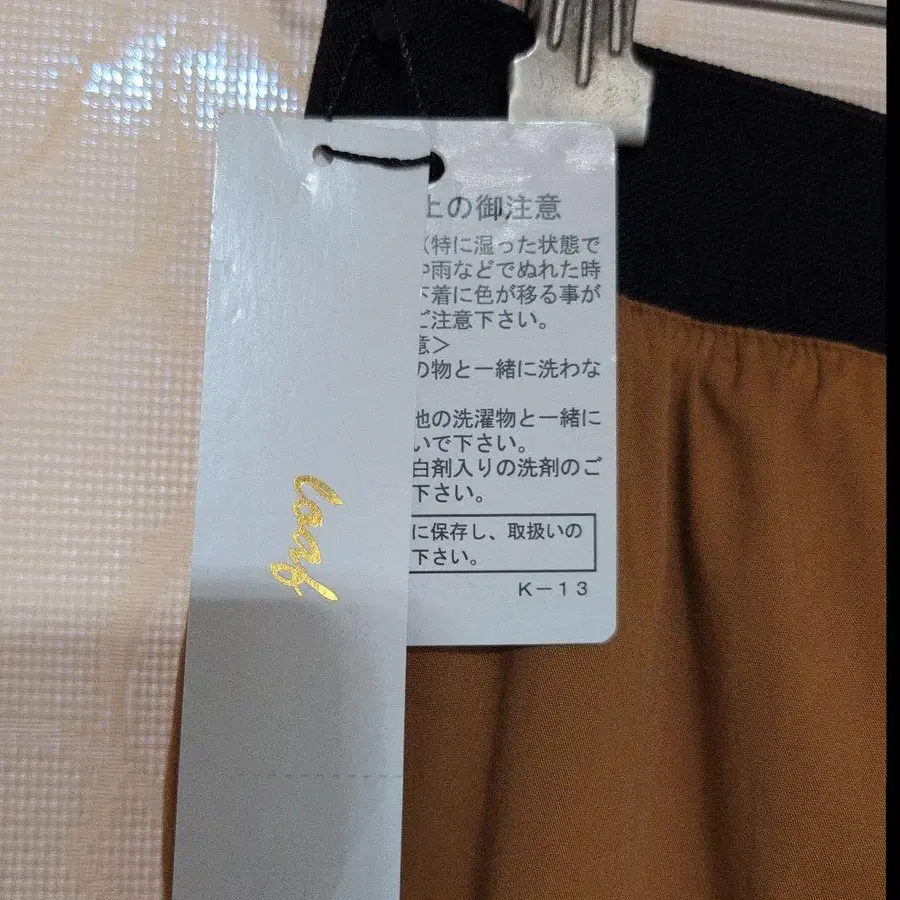 上の御注意
（特に湿った状態で
や雨などでぬれた時
下着に色が移る事が
ご注意下さい。
意＞
の物と一緒に洗わな
他の洗濯物と一緒に
いで下さい。
白剤入りの洗剤のご
下さい。
に保存し、取扱いの
下さい。
K－13